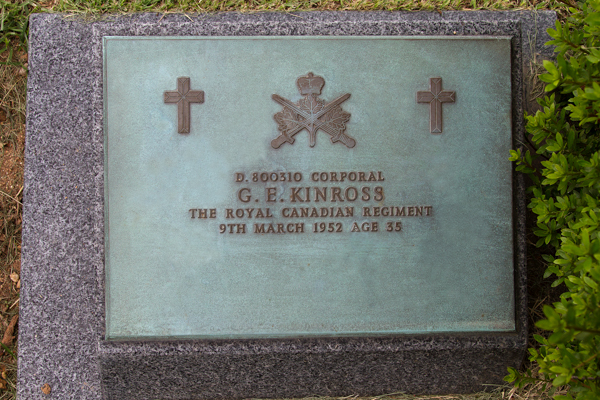 D. 800310 CORPORAL
G. E. KINROSS
THE ROYAL CANADIAN REGIMENT
9TH MARCH 1952 AGE 35